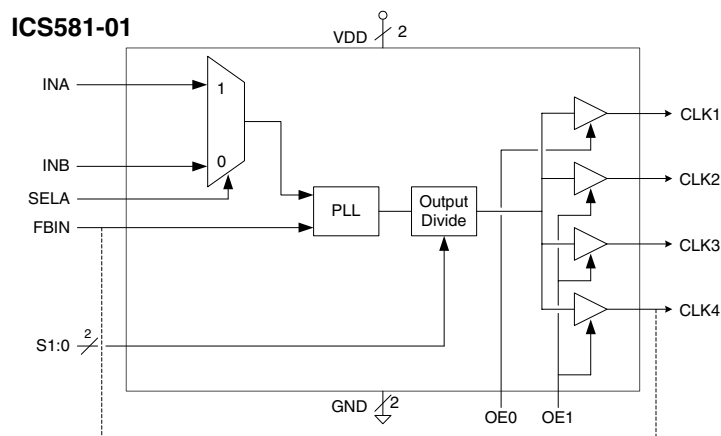 ICS581-01
VDD
2
INA
1
CLK1
INB
0
CLK2
SELA
PLL
Output
Divide
FBIN
CLK3
CLK4
S1:0
2
GND
2
OE0
OE1